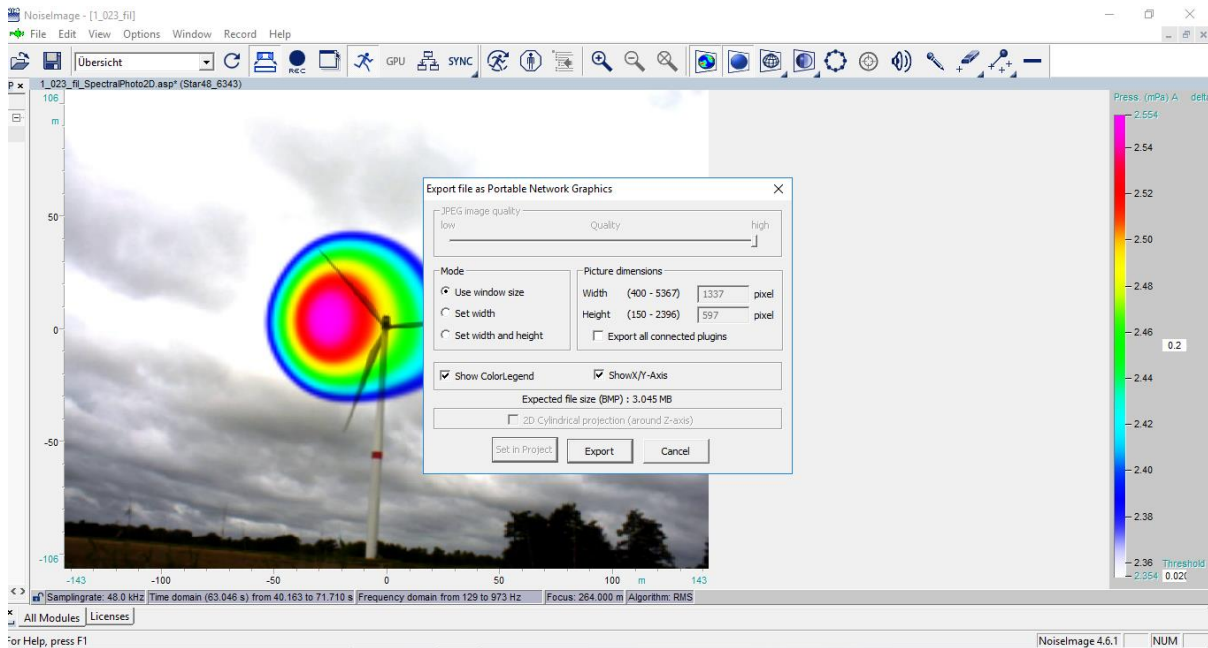 NoiseImage - [1_023_fil]
File Edit View Options Window Record Help
Übersicht REC GPU SYNC
P x 1_023_fil_SpectralPhoto2D.asp* (Star48_6343)
106
m
50
0
-50
-106
-143 -100 -50 0 50 100 m 143
Export file as Portable Network Graphics
JPEG image quality
low Quality high
Mode
Use window size
Set width
Set width and height
Picture dimensions
Width (400 - 5367) 1337 pixel
Height (150 - 2396) 597 pixel
Export all connected plugins
Show ColorLegend ShowX/Y-Axis
Expected file size (BMP) : 3.045 MB
2D Cylindrical projection (around Z-axis)
Set in Project Export Cancel
Press. (mPa) A delta
2.554
2.54
2.52
2.50
2.48
2.46
0.2
2.44
2.42
2.40
2.38
2.36 Threshold
2.354 0.020
Samplingrate: 48.0 kHz Time domain (63.046 s) from 40.163 to 71.710 s Frequency domain from 129 to 973 Hz Focus: 264.000 m Algorithm: RMS
All Modules Licenses
For Help, press F1
NoiseImage 4.6.1 NUM